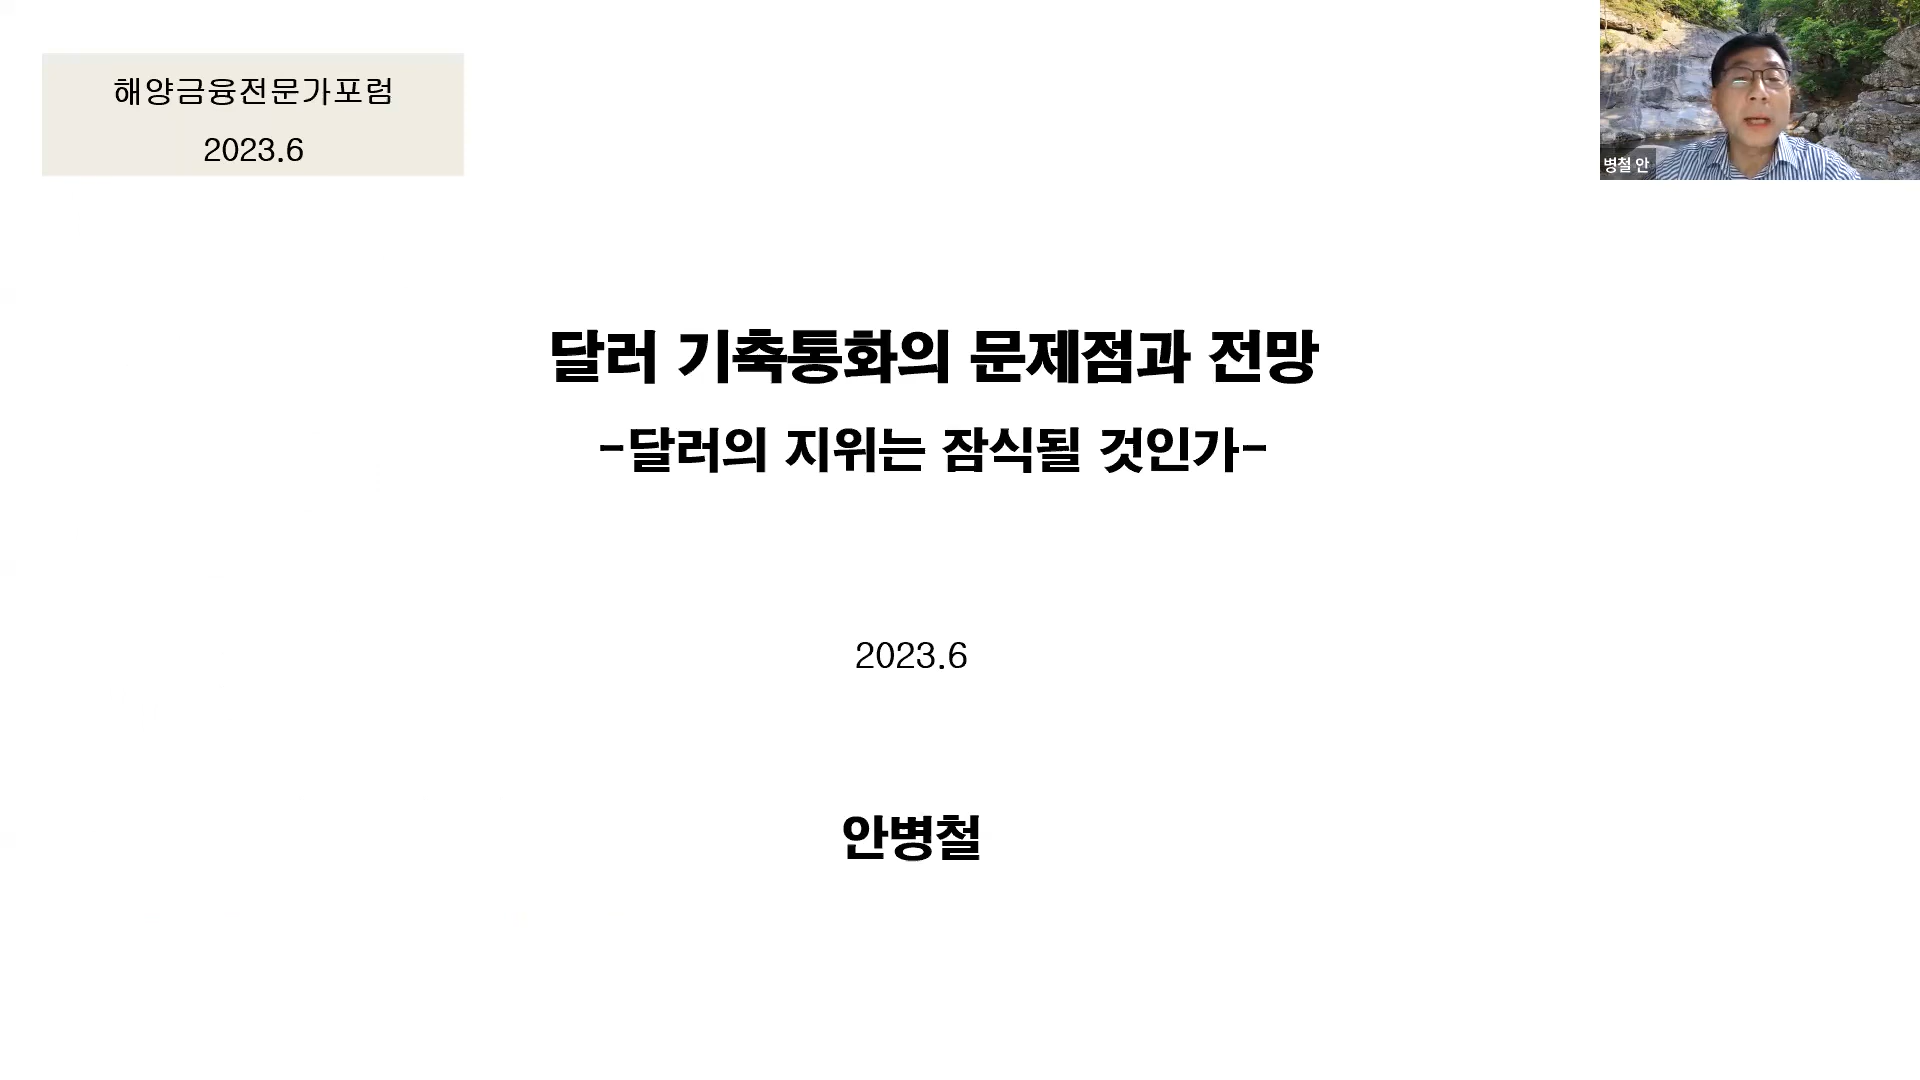 해양금융전문가포럼
2023.6
병철 안
달러 기축통화의 문제점과 전망
-달러의 지위는 잠식될 것인가-
2023.6
안병철